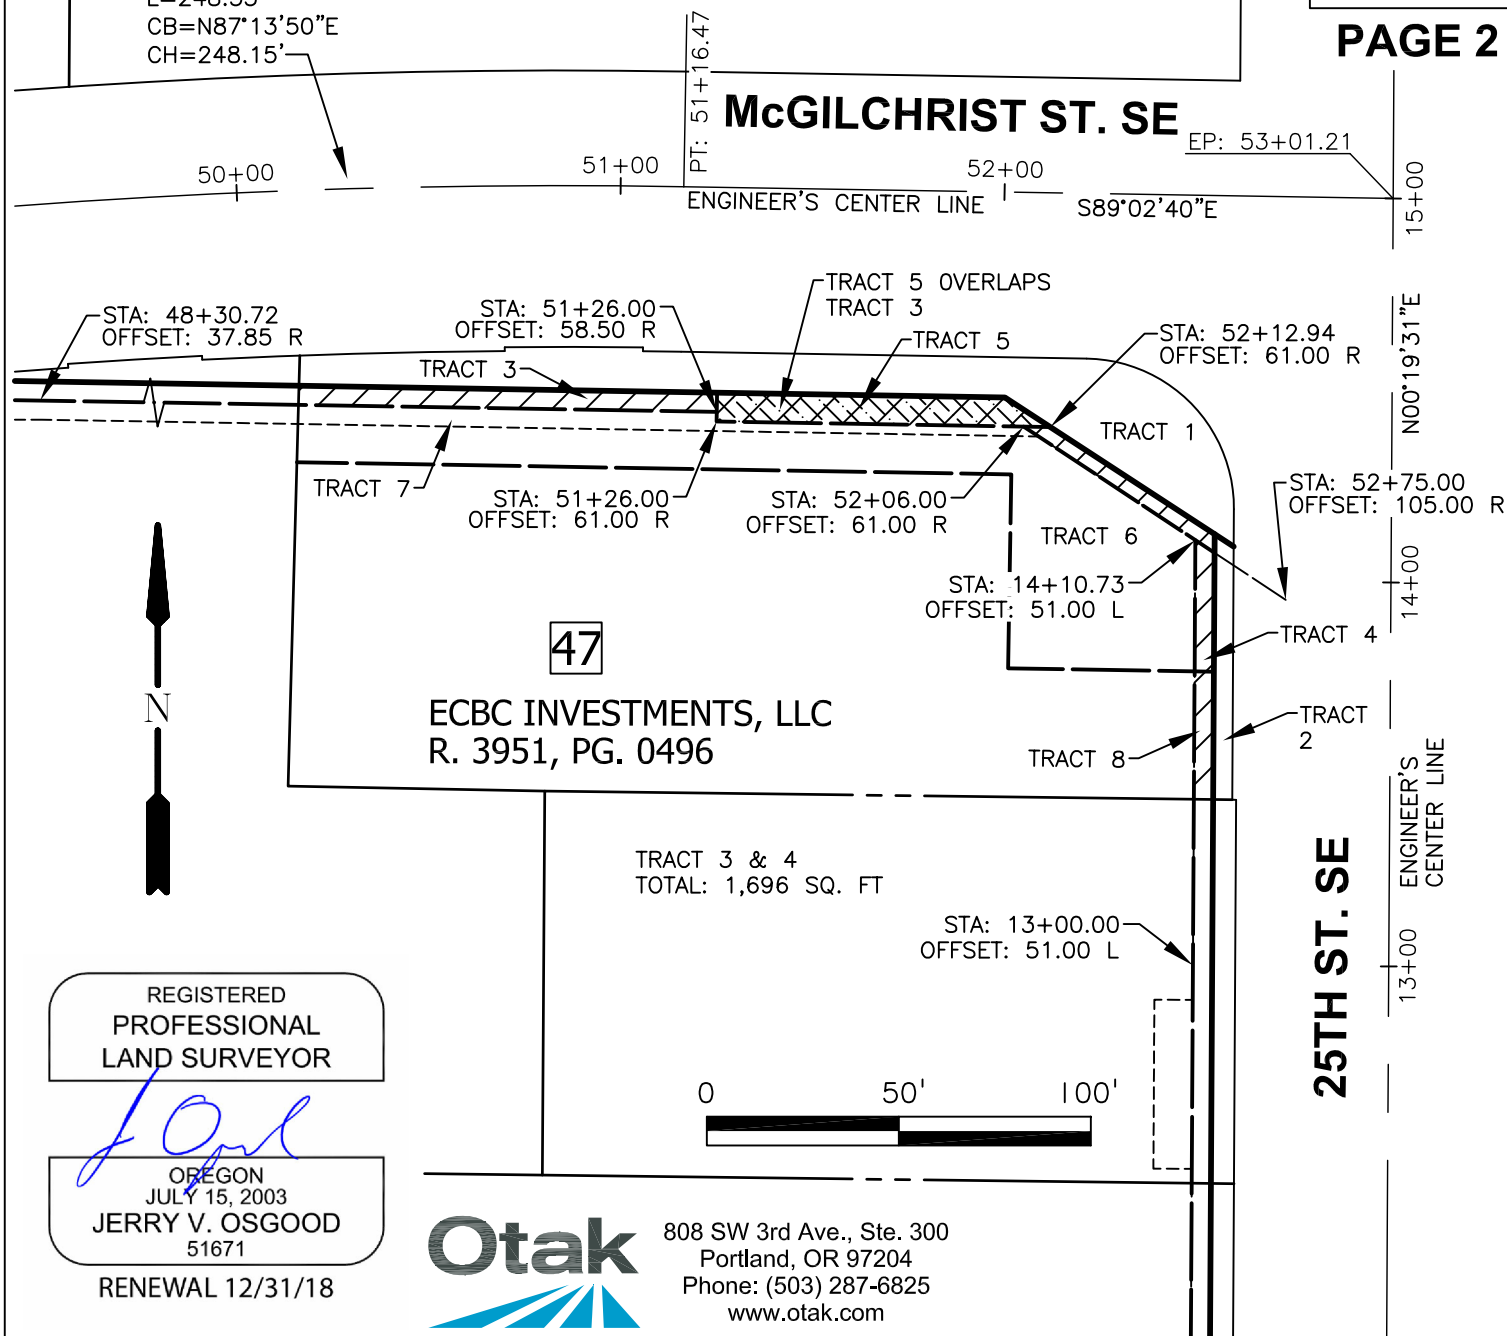 CB=N87°13'50"E
CH=248.15'
PAGE 2
PT: 51+16.47
McGILCHRIST ST. SE
EP: 53+01.21
50+00
51+00
52+00
15+00
ENGINEER'S CENTER LINE
S89°02'40"E
TRACT 5 OVERLAPS
TRACT 3
STA: 48+30.72
OFFSET: 37.85 R
STA: 51+26.00
OFFSET: 58.50 R
TRACT 5
STA: 52+12.94
OFFSET: 61.00 R
N00°19'31"E
TRACT 3
TRACT 1
TRACT 7
STA: 51+26.00
OFFSET: 61.00 R
STA: 52+06.00
OFFSET: 61.00 R
STA: 52+75.00
OFFSET: 105.00 R
TRACT 6
STA: 14+10.73
OFFSET: 51.00 L
14+00
47
TRACT 4
N
ECBC INVESTMENTS, LLC
R. 3951, PG. 0496
TRACT
2
TRACT 8
ENGINEER'S
CENTER LINE
TRACT 3 & 4
TOTAL: 1,696 SQ. FT
STA: 13+00.00
OFFSET: 51.00 L
25TH ST. SE
13+00
REGISTERED
PROFESSIONAL
LAND SURVEYOR
0 50' 100'
OREGON
JULY 15, 2003
JERRY V. OSGOOD
51671
RENEWAL 12/31/18
Otak
808 SW 3rd Ave., Ste. 300
Portland, OR 97204
Phone: (503) 287-6825
www.otak.com